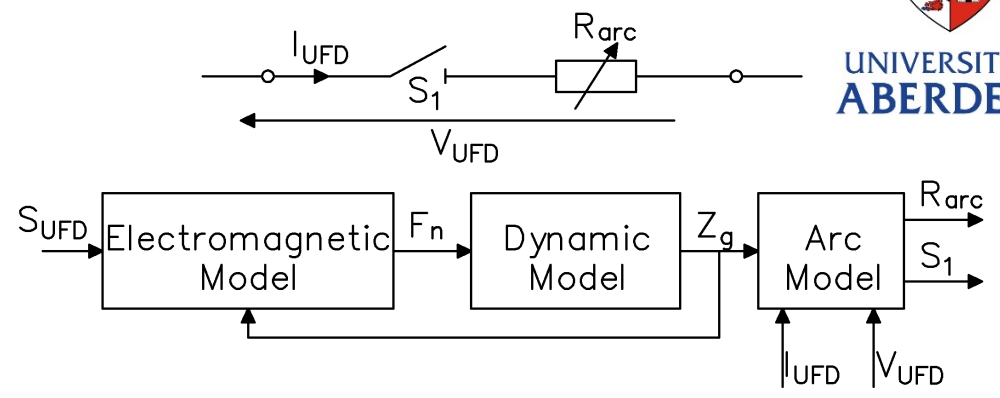 R_arc
I_UFD
S_1
V_UFD
UNIVERSIT
ABERDE
S_UFD
Electromagnetic
Model
F_n
Dynamic
Model
Z_g
Arc
Model
R_arc
S_1
I_UFD
V_UFD